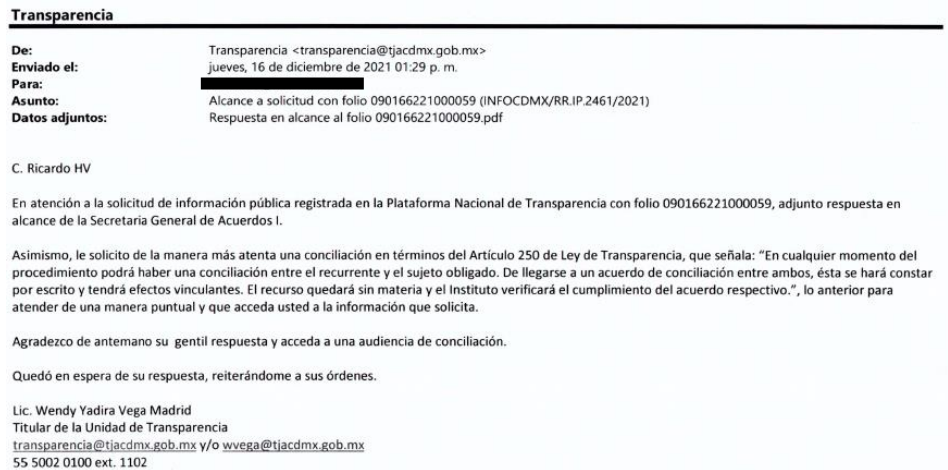 Transparencia
De: Transparencia <transparencia@tjacdmx.gob.mx>
Enviado el: jueves, 16 de diciembre de 2021 01:29 p. m.
Para:
Asunto: Alcance a solicitud con folio 090166221000059 (INFOCDMX/RR.IP.2461/2021)
Datos adjuntos: Respuesta en alcance al folio 090166221000059.pdf
C. Ricardo HV
En atención a la solicitud de información pública registrada en la Plataforma Nacional de Transparencia con folio 090166221000059, adjunto respuesta en
alcance de la Secretaria General de Acuerdos I.
Asimismo, le solicito de la manera más atenta una conciliación en términos del Artículo 250 de Ley de Transparencia, que señala: “En cualquier momento del
procedimiento podrá haber una conciliación entre el recurrente y el sujeto obligado. De llegarse a un acuerdo de conciliación entre ambos, ésta se hará constar
por escrito y tendrá efectos vinculantes. El recurso quedará sin materia y el Instituto verificará el cumplimiento del acuerdo respectivo.”, lo anterior para
atender de una manera puntual y que acceda usted a la información que solicita.
Agradezco de antemano su gentil respuesta y acceda a una audiencia de conciliación.
Quedó en espera de su respuesta, reiterándome a sus órdenes.
Lic. Wendy Yadira Vega Madrid
Titular de la Unidad de Transparencia
transparencia@tjacdmx.gob.mx y/o wvega@tjacdmx.gob.mx
55 5002 0100 ext. 1102